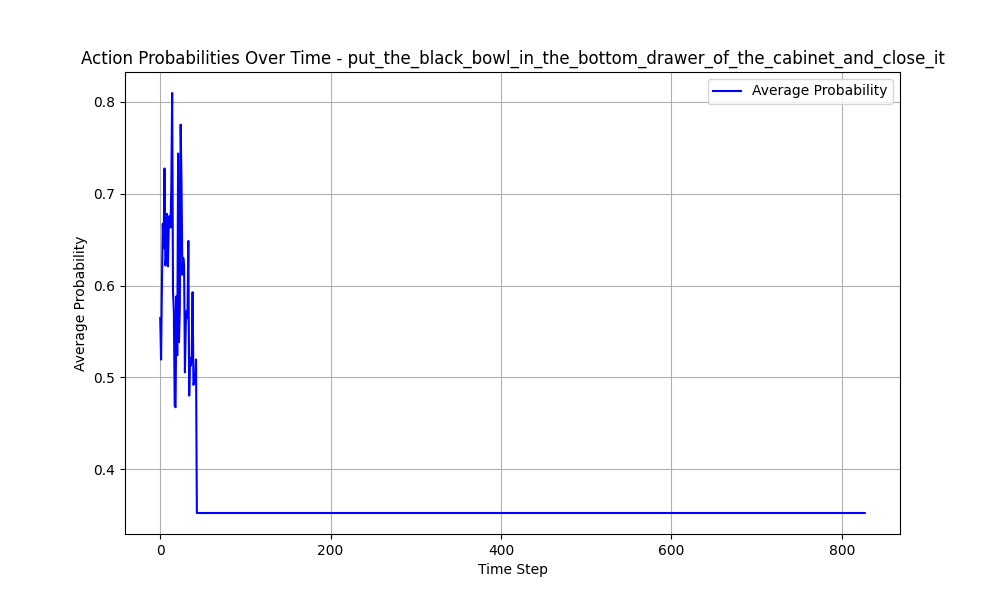 Action Probabilities Over Time - put_the_black_bowl_in_the_bottom_drawer_of_the_cabinet_and_close_it
Average Probability
0.8
0.7
0.6
0.5
0.4
Average Probability
0 200 400 600 800
Time Step